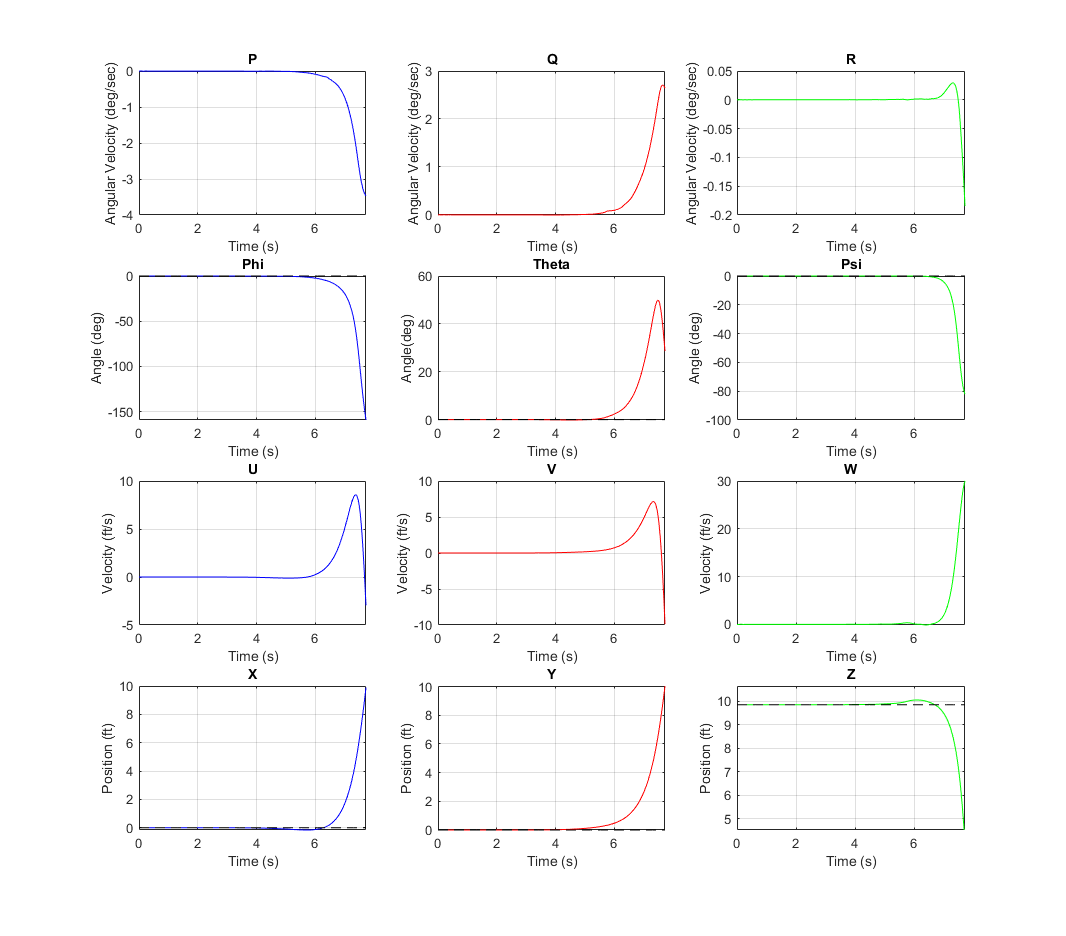 P
Angular Velocity (deg/sec)
0
-1
-2
-3
-4
0 2 4 6
Time (s)
Q
Angular Velocity (deg/sec)
3
2
1
0
0 2 4 6
Time (s)
R
Angular Velocity (deg/sec)
0.05
0
-0.05
-0.1
-0.15
-0.2
0 2 4 6
Time (s)
Phi
Angle (deg)
0
-50
-100
-150
0 2 4 6
Time (s)
Theta
Angle(deg)
60
40
20
0
0 2 4 6
Time (s)
Psi
Angle (deg)
0
-20
-40
-60
-80
-100
0 2 4 6
Time (s)
U
Velocity (ft/s)
10
5
0
-5
0 2 4 6
Time (s)
V
Velocity (ft/s)
10
5
0
-5
-10
0 2 4 6
Time (s)
W
Velocity (ft/s)
30
20
10
0
0 2 4 6
Time (s)
X
Position (ft)
10
8
6
4
2
0
0 2 4 6
Time (s)
Y
Position (ft)
10
8
6
4
2
0
0 2 4 6
Time (s)
Z
Position (ft)
10
9
8
7
6
5
0 2 4 6
Time (s)